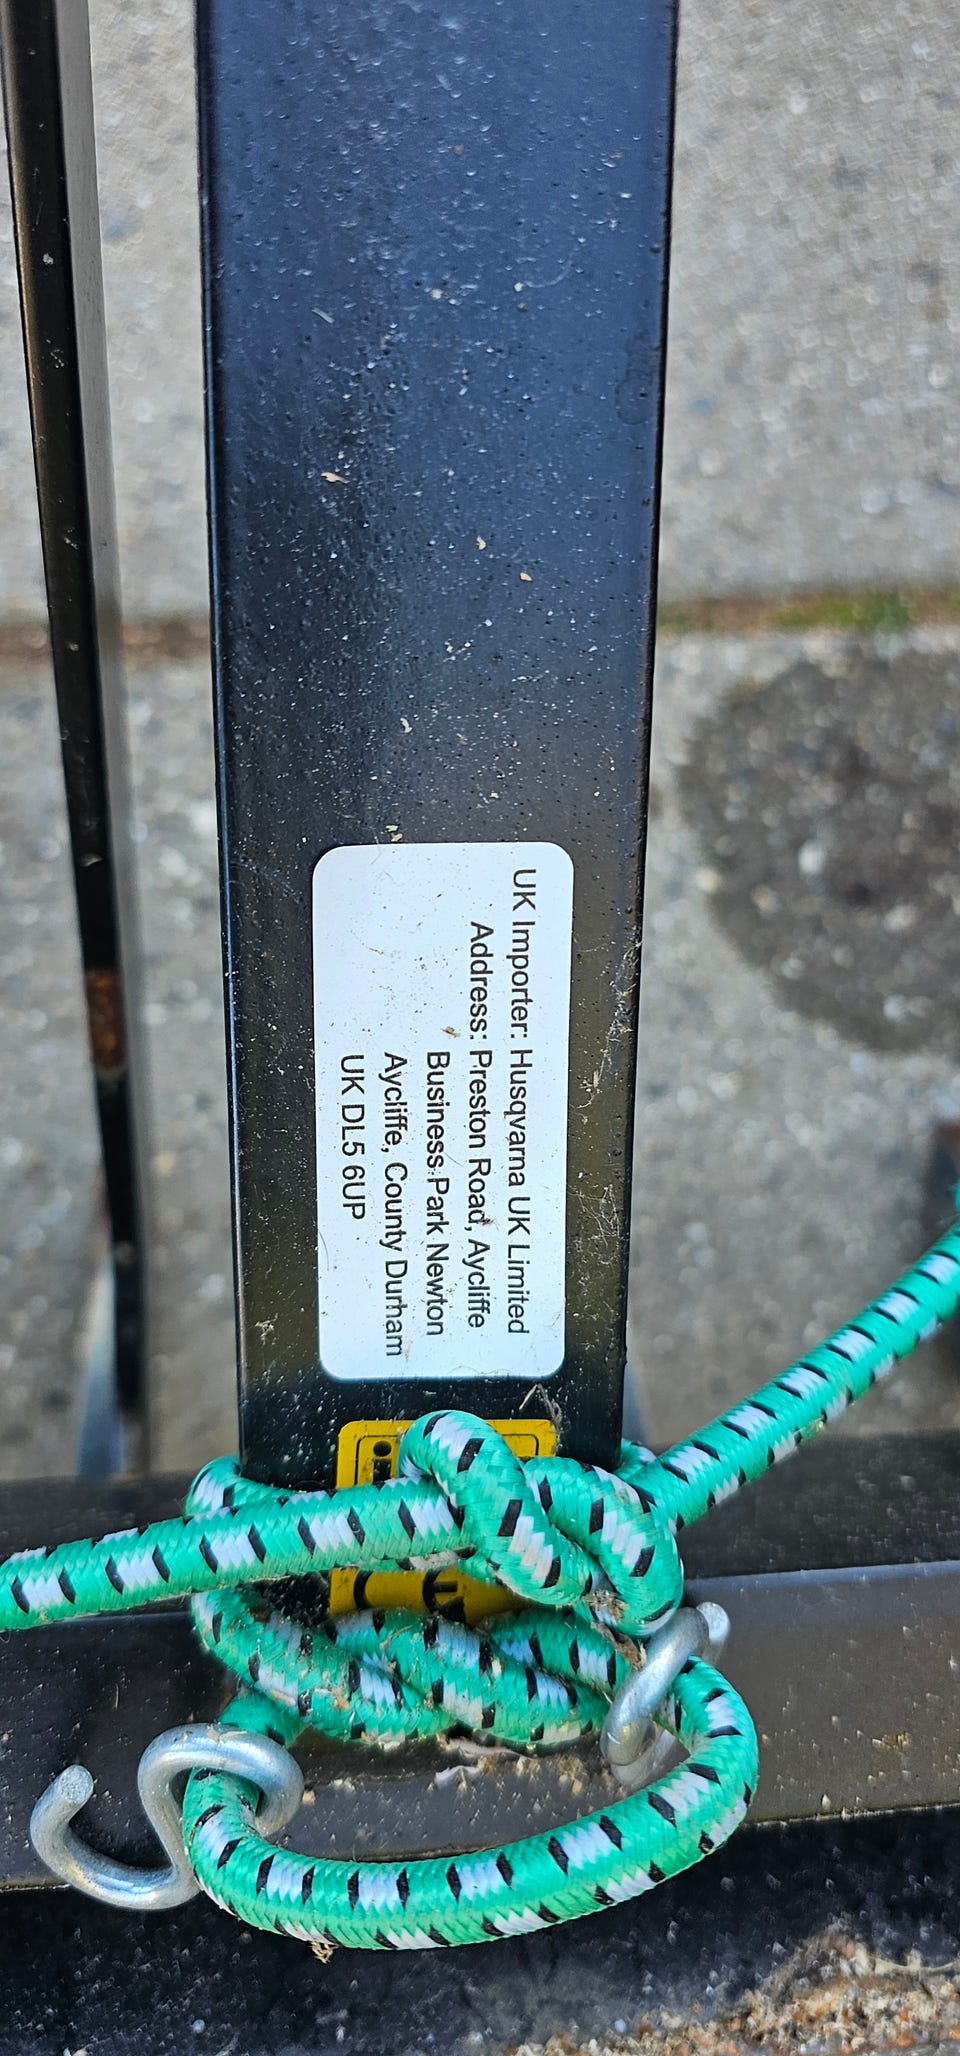 UK Importer: Husqvarna UK Limited
Address: Preston Road, Aycliffe
Business Park Newton
Aycliffe, County Durham
UK DL5 6UP